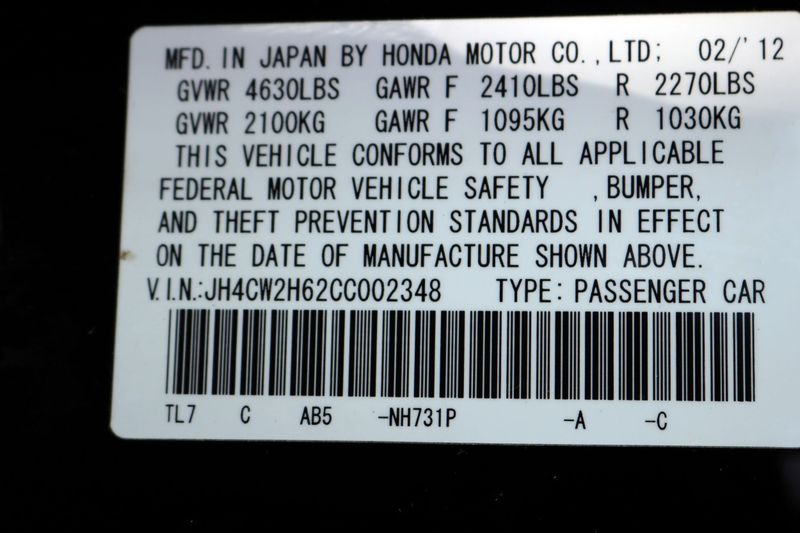 MFD. IN JAPAN BY HONDA MOTOR CO.,LTD; 02/'12
GVWR 4630LBS GAWR F 2410LBS R 2270LBS
GVWR 2100KG GAWR F 1095KG R 1030KG
THIS VEHICLE CONFORMS TO ALL APPLICABLE
FEDERAL MOTOR VEHICLE SAFETY ,BUMPER,
AND THEFT PREVENTION STANDARDS IN EFFECT
ON THE DATE OF MANUFACTURE SHOWN ABOVE.
V.I.N.:JH4CW2H62CC002348 TYPE: PASSENGER CAR
TL7 C AB5 -NH731P -A -C